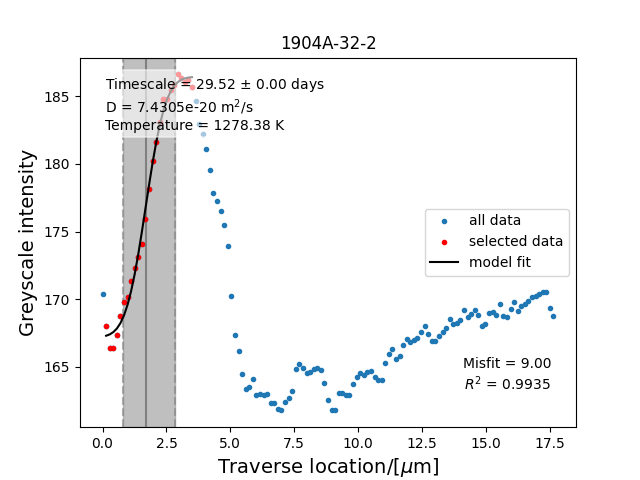 1904A-32-2
Timescale = 29.52 ± 0.00 days
D = 7.4305e-20 m²/s
Temperature = 1278.38 K
Greyscale intensity
185
180
175
170
165
all data
selected data
model fit
Misfit = 9.00
R² = 0.9935
0.0 2.5 5.0 7.5 10.0 12.5 15.0 17.5
Traverse location/[μm]